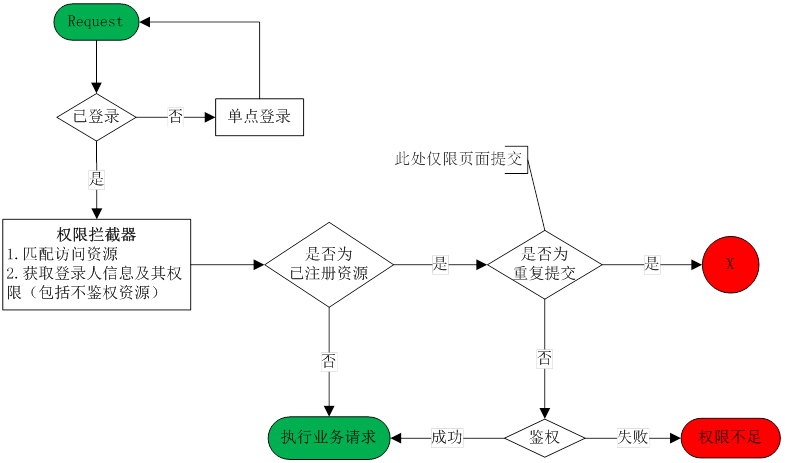 Request
已登录
否
单点登录
此处仅限页面提交
是
权限拦截器
1.匹配访问资源
2.获取登录人信息及其权
限（包括不鉴权资源）
是否为
已注册资源
是
是否为
重复提交
是
X
否
否
执行业务请求
成功
鉴权
失败
权限不足